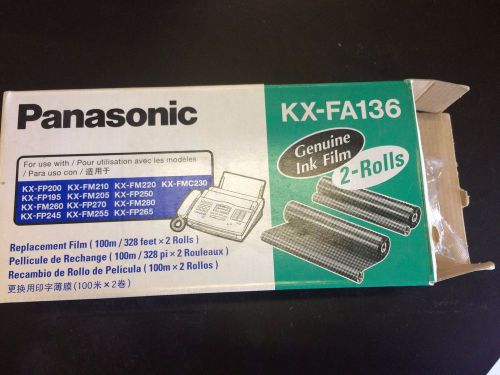 Panasonic
KX-FA136
Genuine
Ink Film
2-Rolls
For use with / Pour utilisation avec les modèles
/ Para uso con / 适用于
KX-FP200 KX-FM210 KX-FM220 KX-FMC230
KX-FP195 KX-FM205 KX-FP250
KX-FM260 KX-FP270 KX-FM280
KX-FP245 KX-FM255 KX-FP265
Replacement Film ( 100m / 328 feet × 2 Rolls )
Pellicule de Rechange ( 100m / 328 pi × 2 Rouleaux )
Recambio de Rollo de Película ( 100m × 2 Rollos )
更换用印字薄膜(100米 × 2卷)